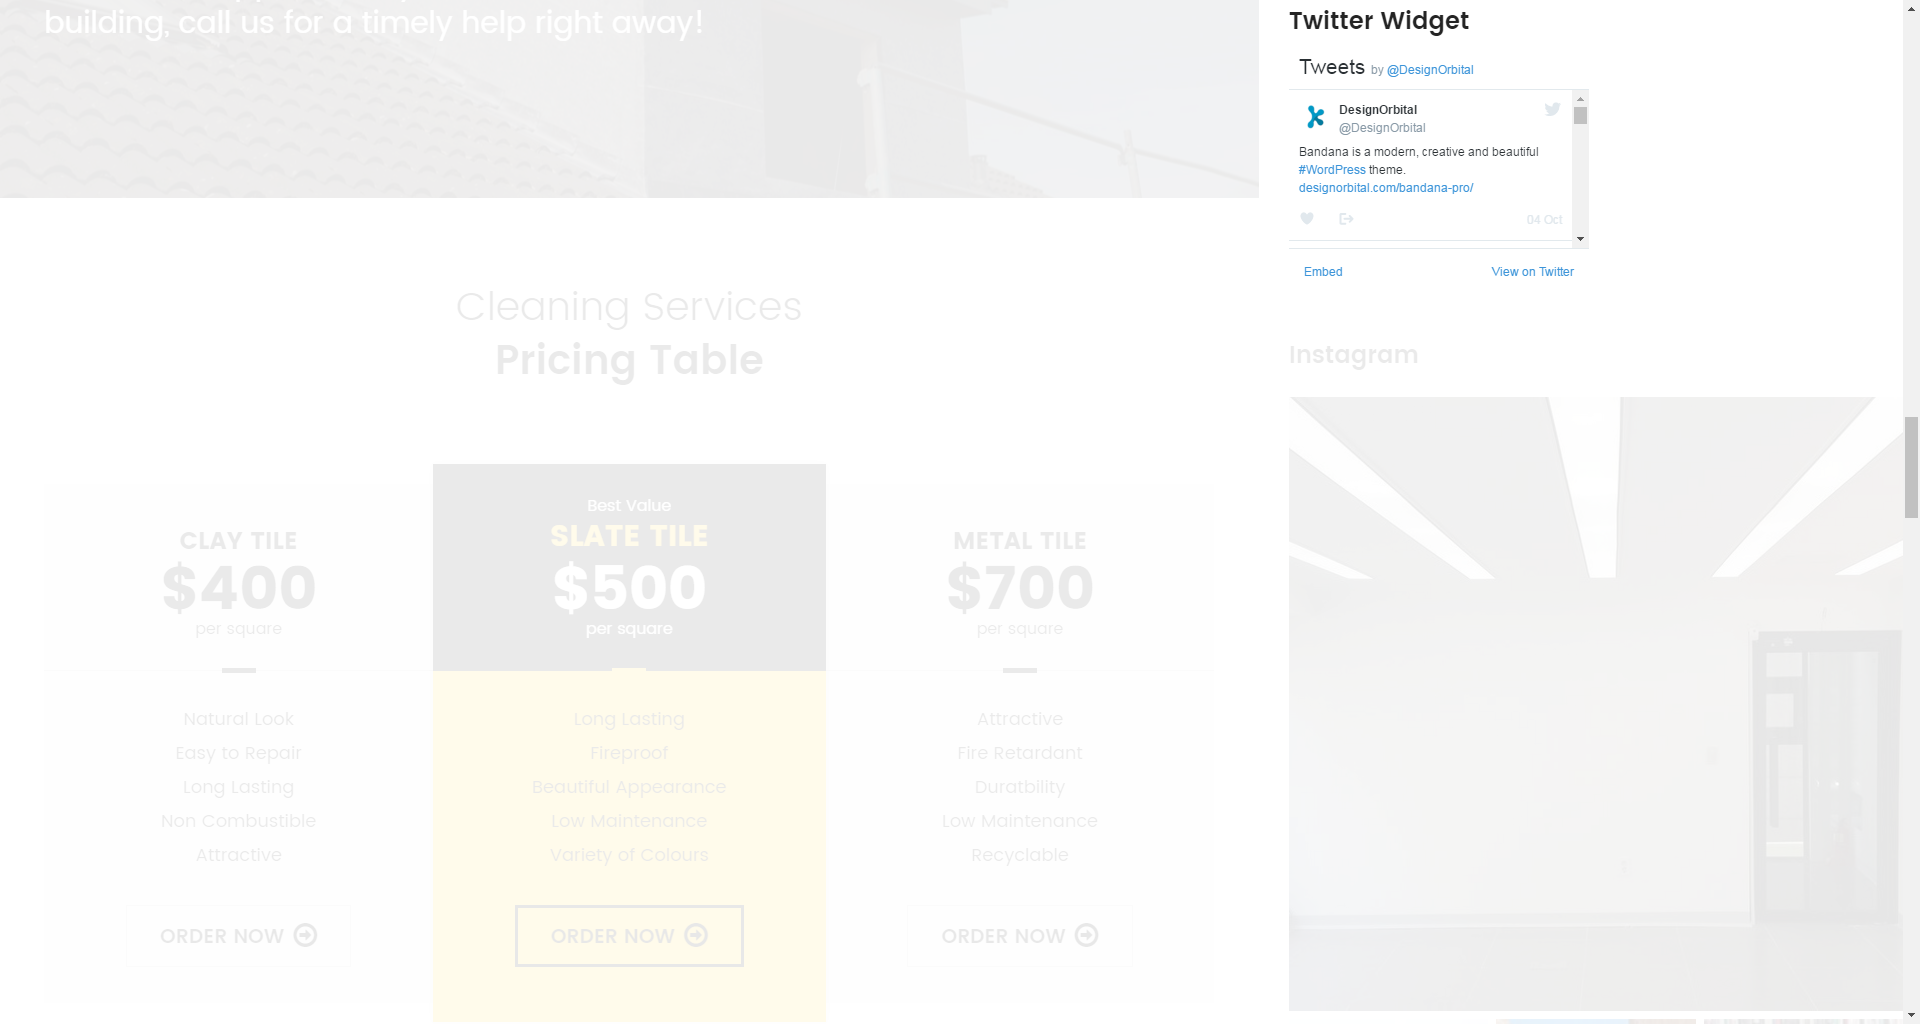 building, call us for a timely help right away!
Cleaning Services
Pricing Table
CLAY TILE
$400
per square
Natural Look
Easy to Repair
Long Lasting
Non Combustible
Attractive
ORDER NOW
Best Value
SLATE TILE
$500
per square
Long Lasting
Fireproof
Beautiful Appearance
Low Maintenance
Variety of Colours
ORDER NOW
METAL TILE
$700
per square
Attractive
Fire Retardant
Duratbility
Low Maintenance
Recyclable
ORDER NOW
Twitter Widget
Tweets by @DesignOrbital
DesignOrbital
@DesignOrbital
Bandana is a modern, creative and beautiful
#WordPress theme.
designorbital.com/bandana-pro/
04 Oct
Embed
View on Twitter
Instagram